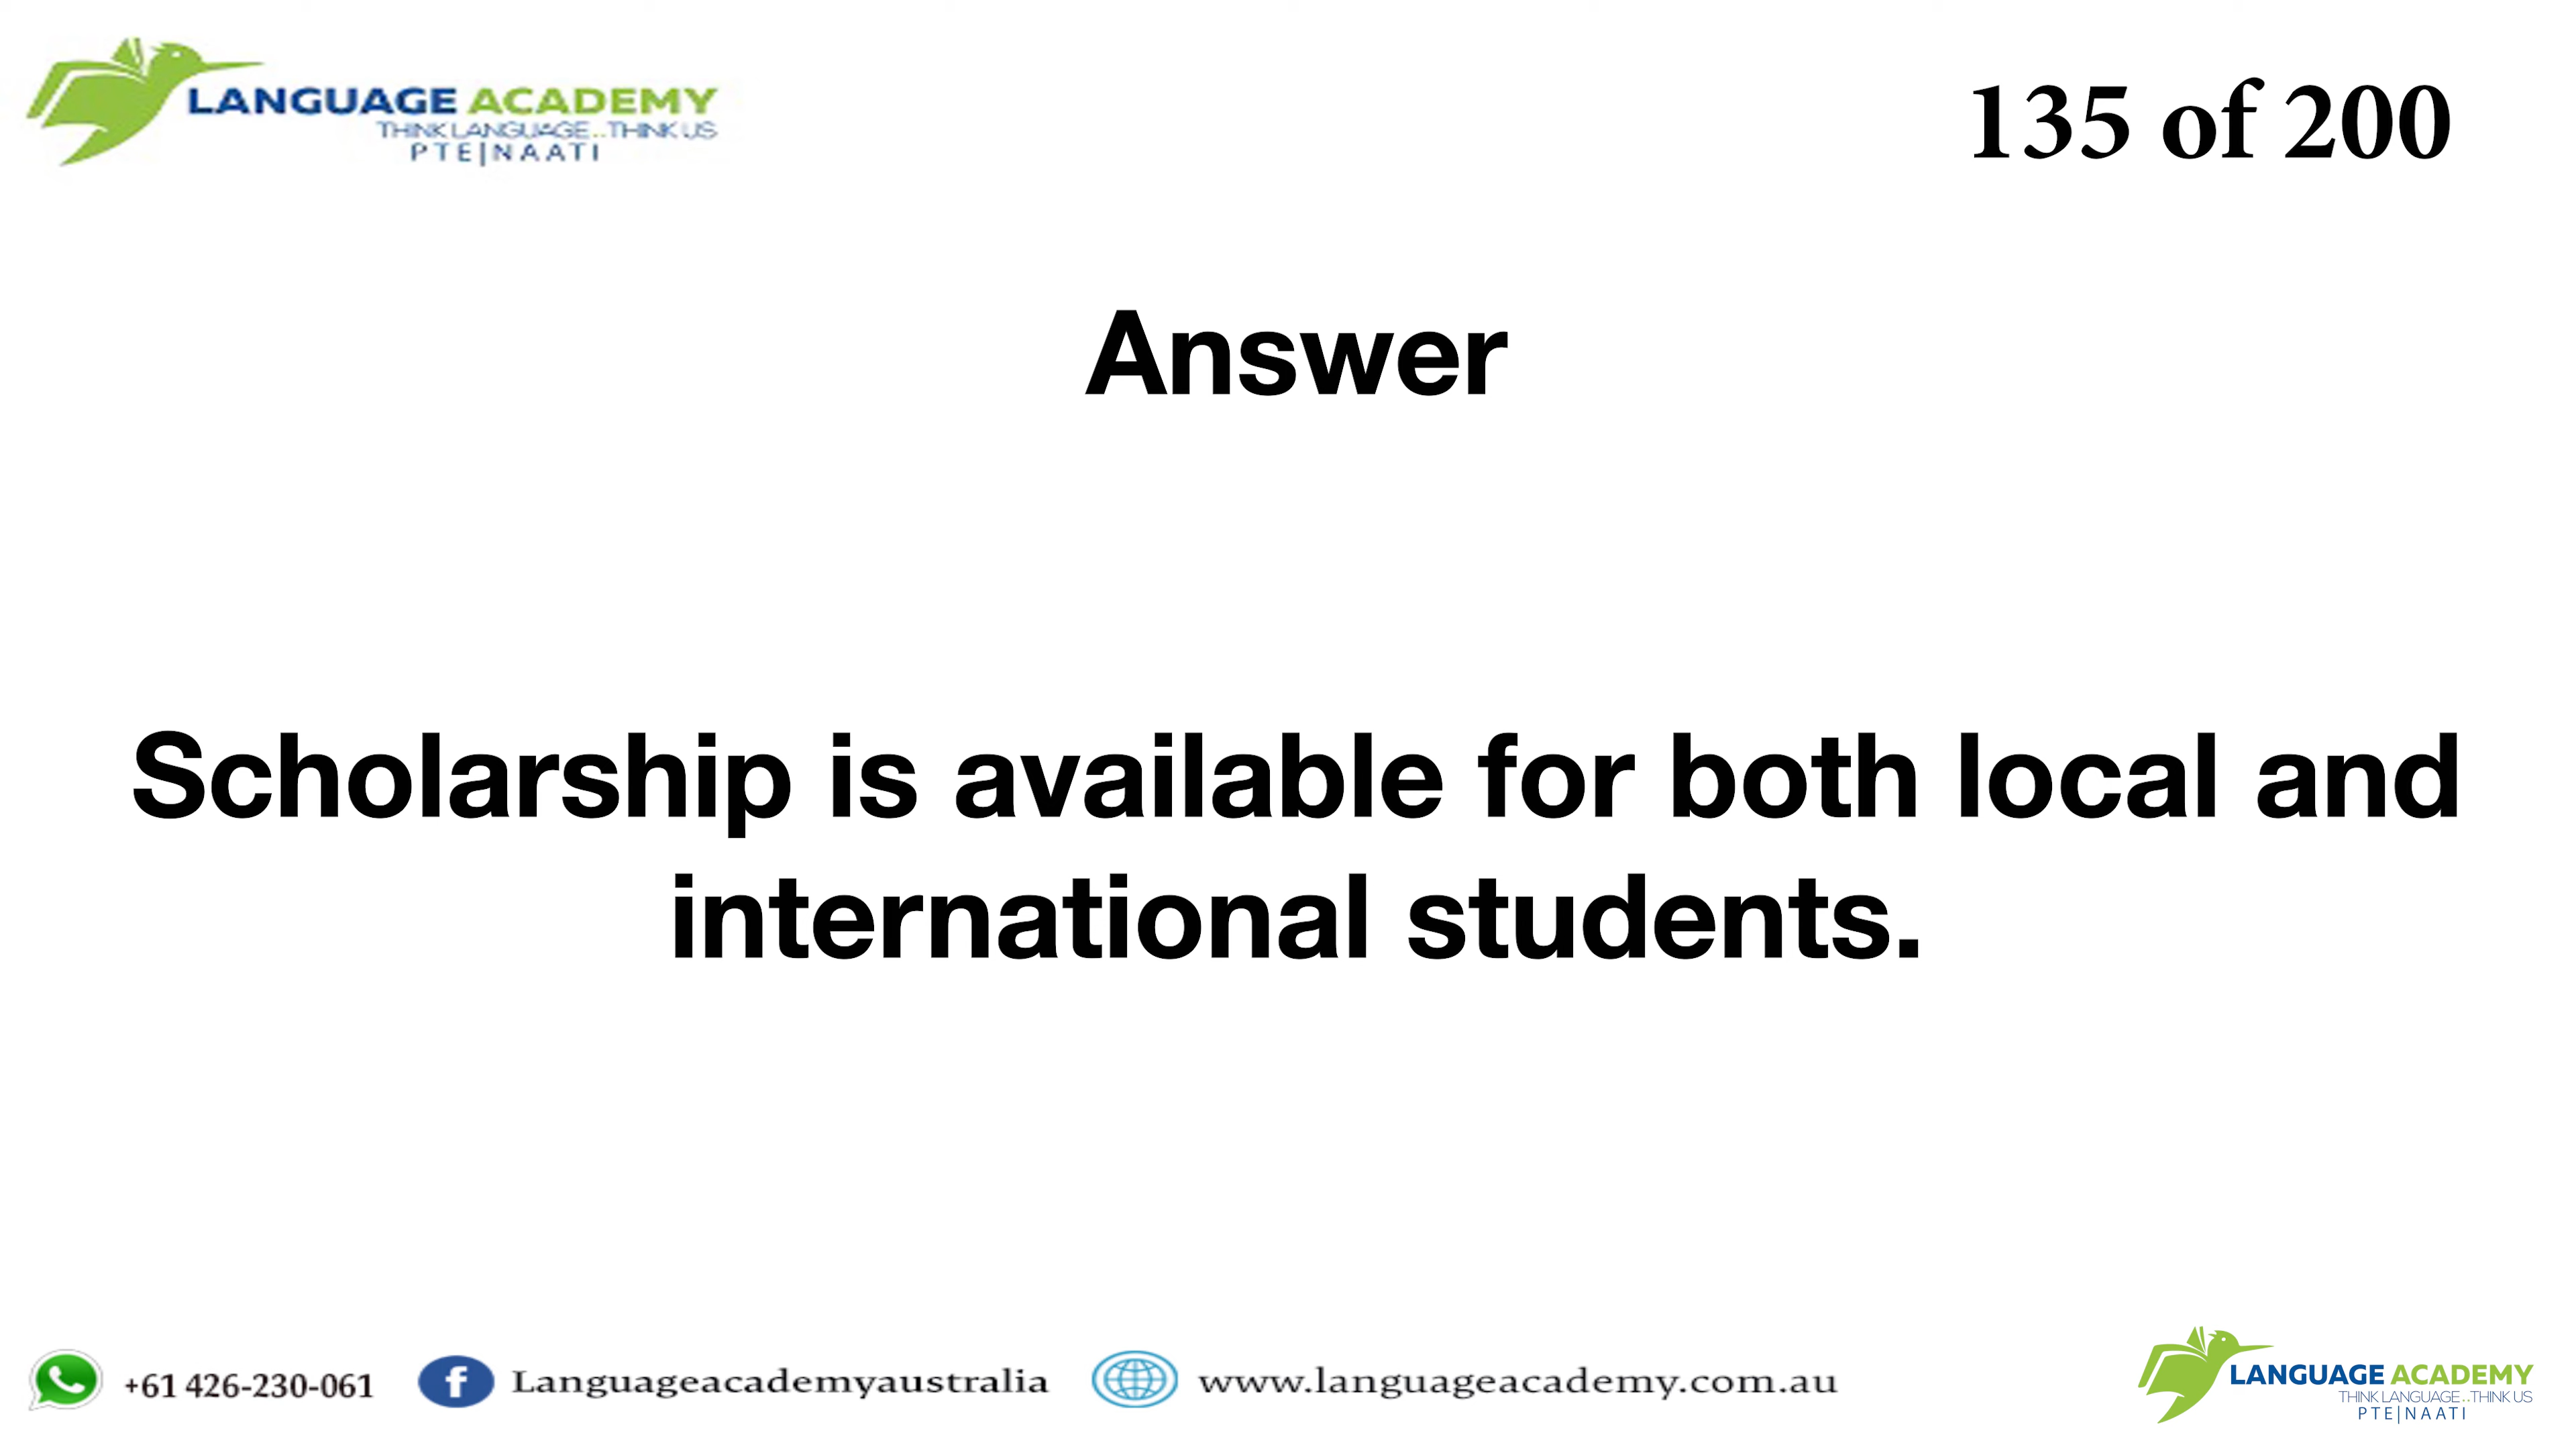 LANGUAGE ACADEMY
THINK LANGUAGE..THINK US
PTE|NAATI
135 of 200
Answer
Scholarship is available for both local and
international students.
+61 426-230-061
Languageacademyaustralia
www.languageacademy.com.au
LANGUAGE ACADEMY
THINK LANGUAGE..THINK US
PTE|NAATI